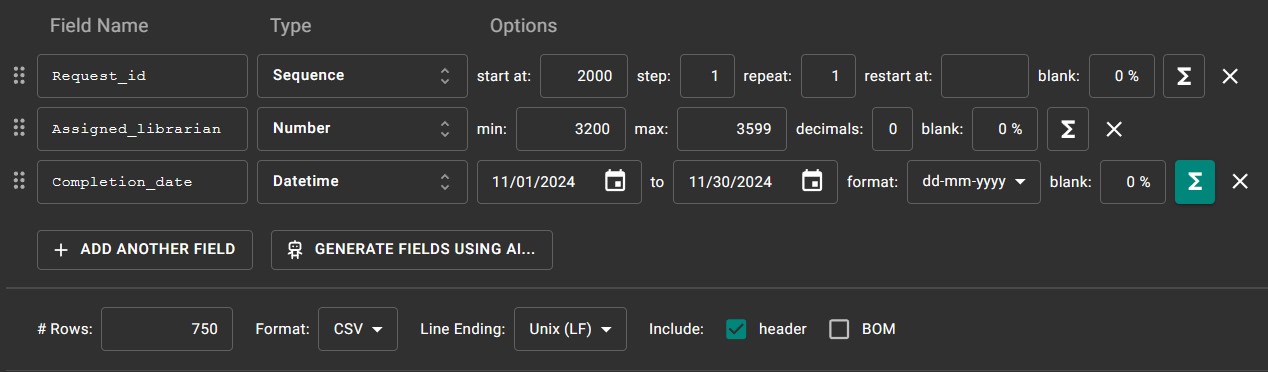 Field Name Type Options
Request_id Sequence start at: 2000 step: 1 repeat: 1 restart at: blank: 0 % Σ
Assigned_librarian Number min: 3200 max: 3599 decimals: 0 blank: 0 % Σ
Completion_date Datetime 11/01/2024 to 11/30/2024 format: dd-mm-yyyy blank: 0 % Σ
+ ADD ANOTHER FIELD GENERATE FIELDS USING AI...
# Rows: 750 Format: CSV Line Ending: Unix (LF) Include: header BOM